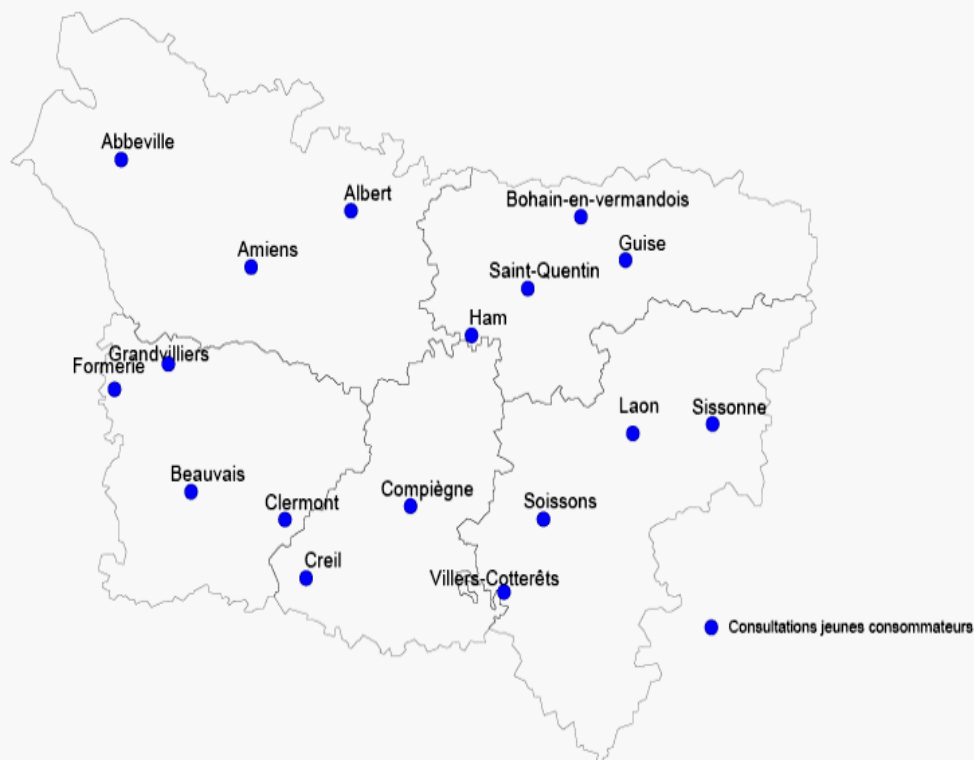 Abbeville
Albert
Bohain-en-vermandois
Amiens
Guise
Saint-Quentin
Ham
Grandvilliers
Formerie
Laon
Sissonne
Beauvais
Compiègne
Clermont
Soissons
Creil
Villers-Cotterêts
Consultations jeunes consommateurs